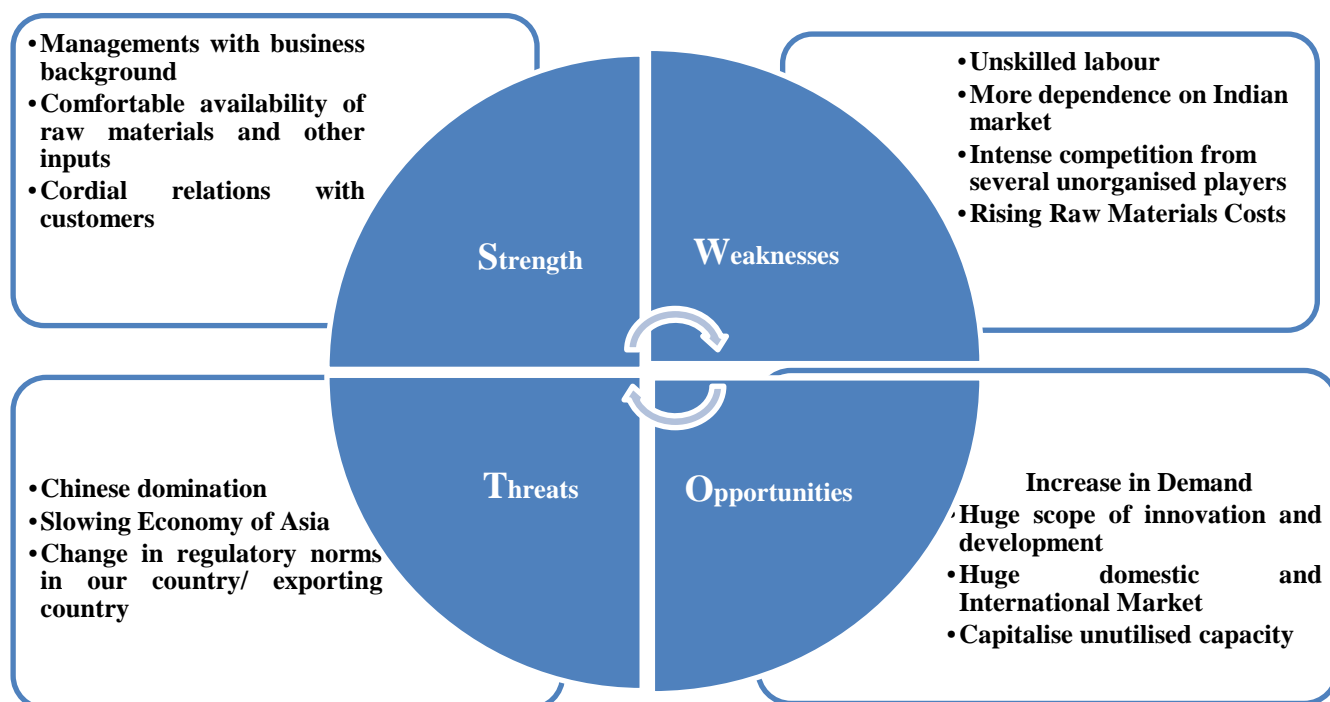 •Managements with business
background
•Comfortable availability of
raw materials and other
inputs
•Cordial relations with
customers
Strength
•Unskilled labour
•More dependence on Indian
market
•Intense competition from
several unorganised players
•Rising Raw Materials Costs
Weaknesses
•Chinese domination
•Slowing Economy of Asia
•Change in regulatory norms
in our country/ exporting
country
Threats
Opportunities
Increase in Demand
•Huge scope of innovation and
development
•Huge domestic and
International Market
•Capitalise unutilised capacity